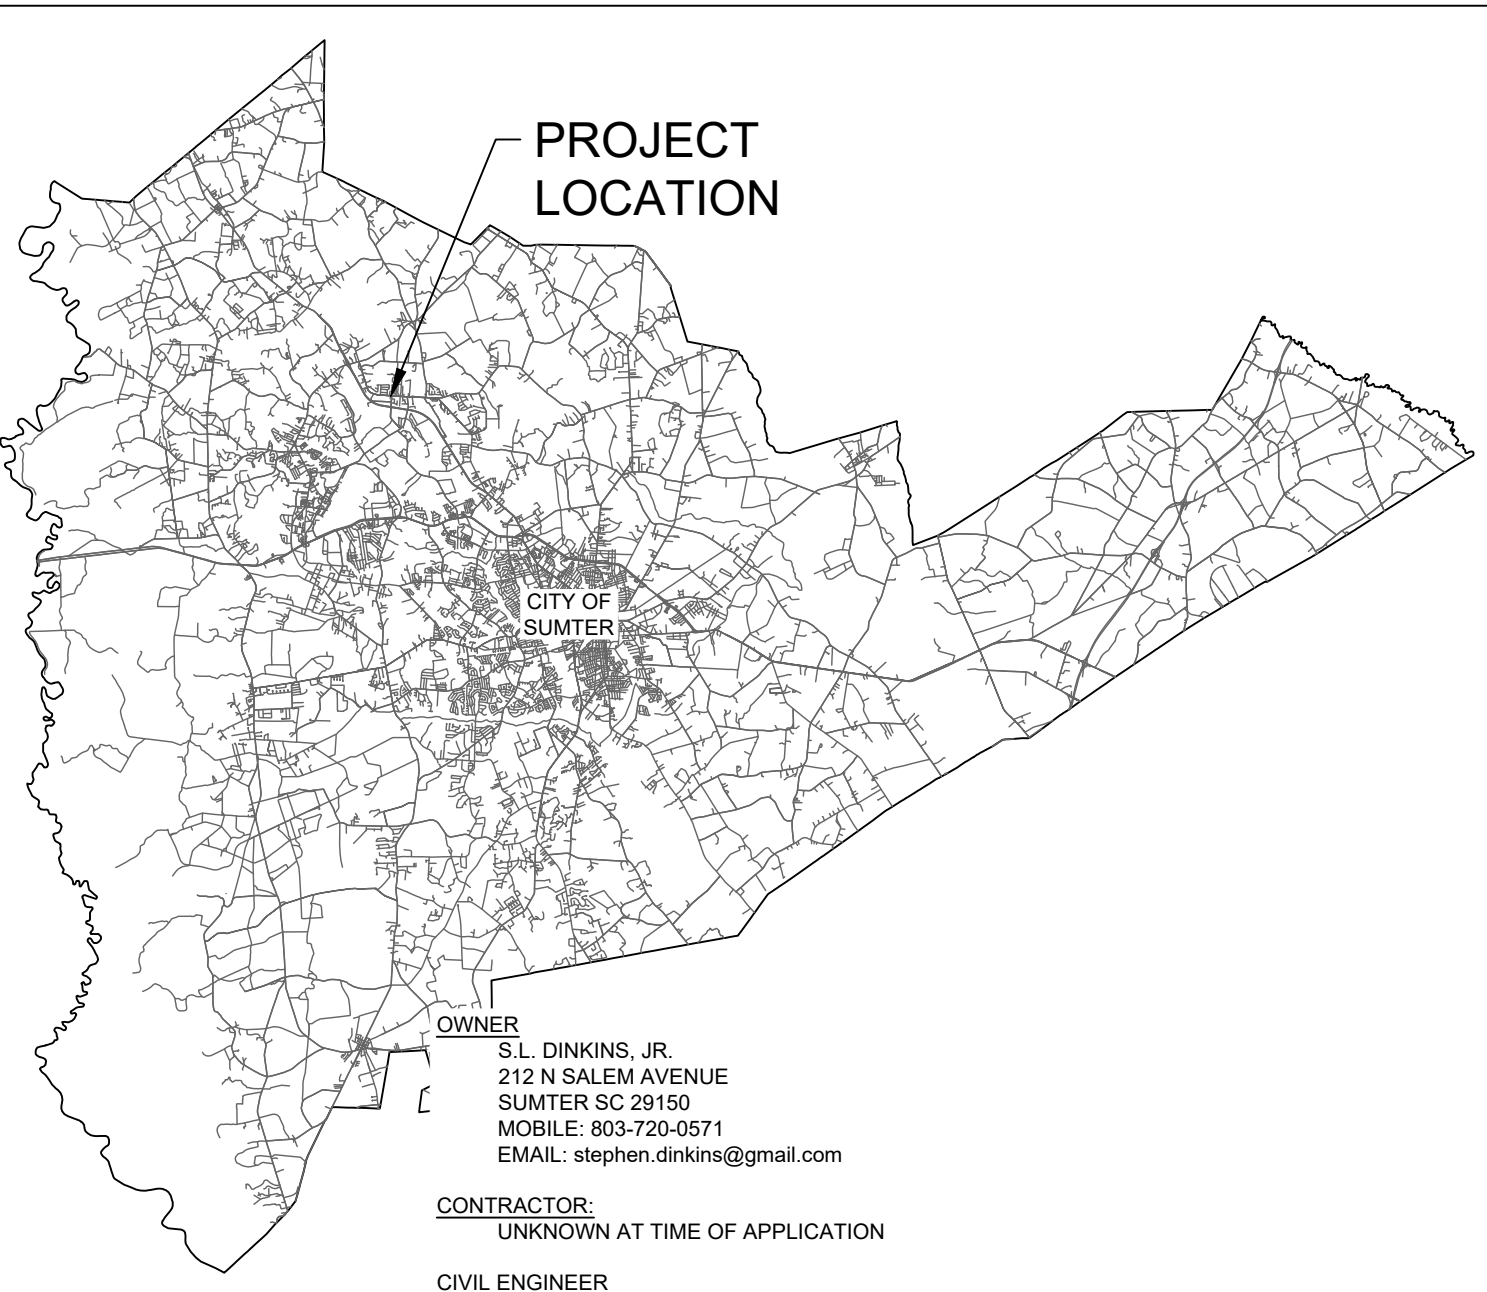 PROJECT
LOCATION
CITY OF
SUMTER
OWNER
S.L. DINKINS, JR.
212 N SALEM AVENUE
SUMTER SC 29150
MOBILE: 803-720-0571
EMAIL: stephen.dinkins@gmail.com
CONTRACTOR:
UNKNOWN AT TIME OF APPLICATION
CIVIL ENGINEER